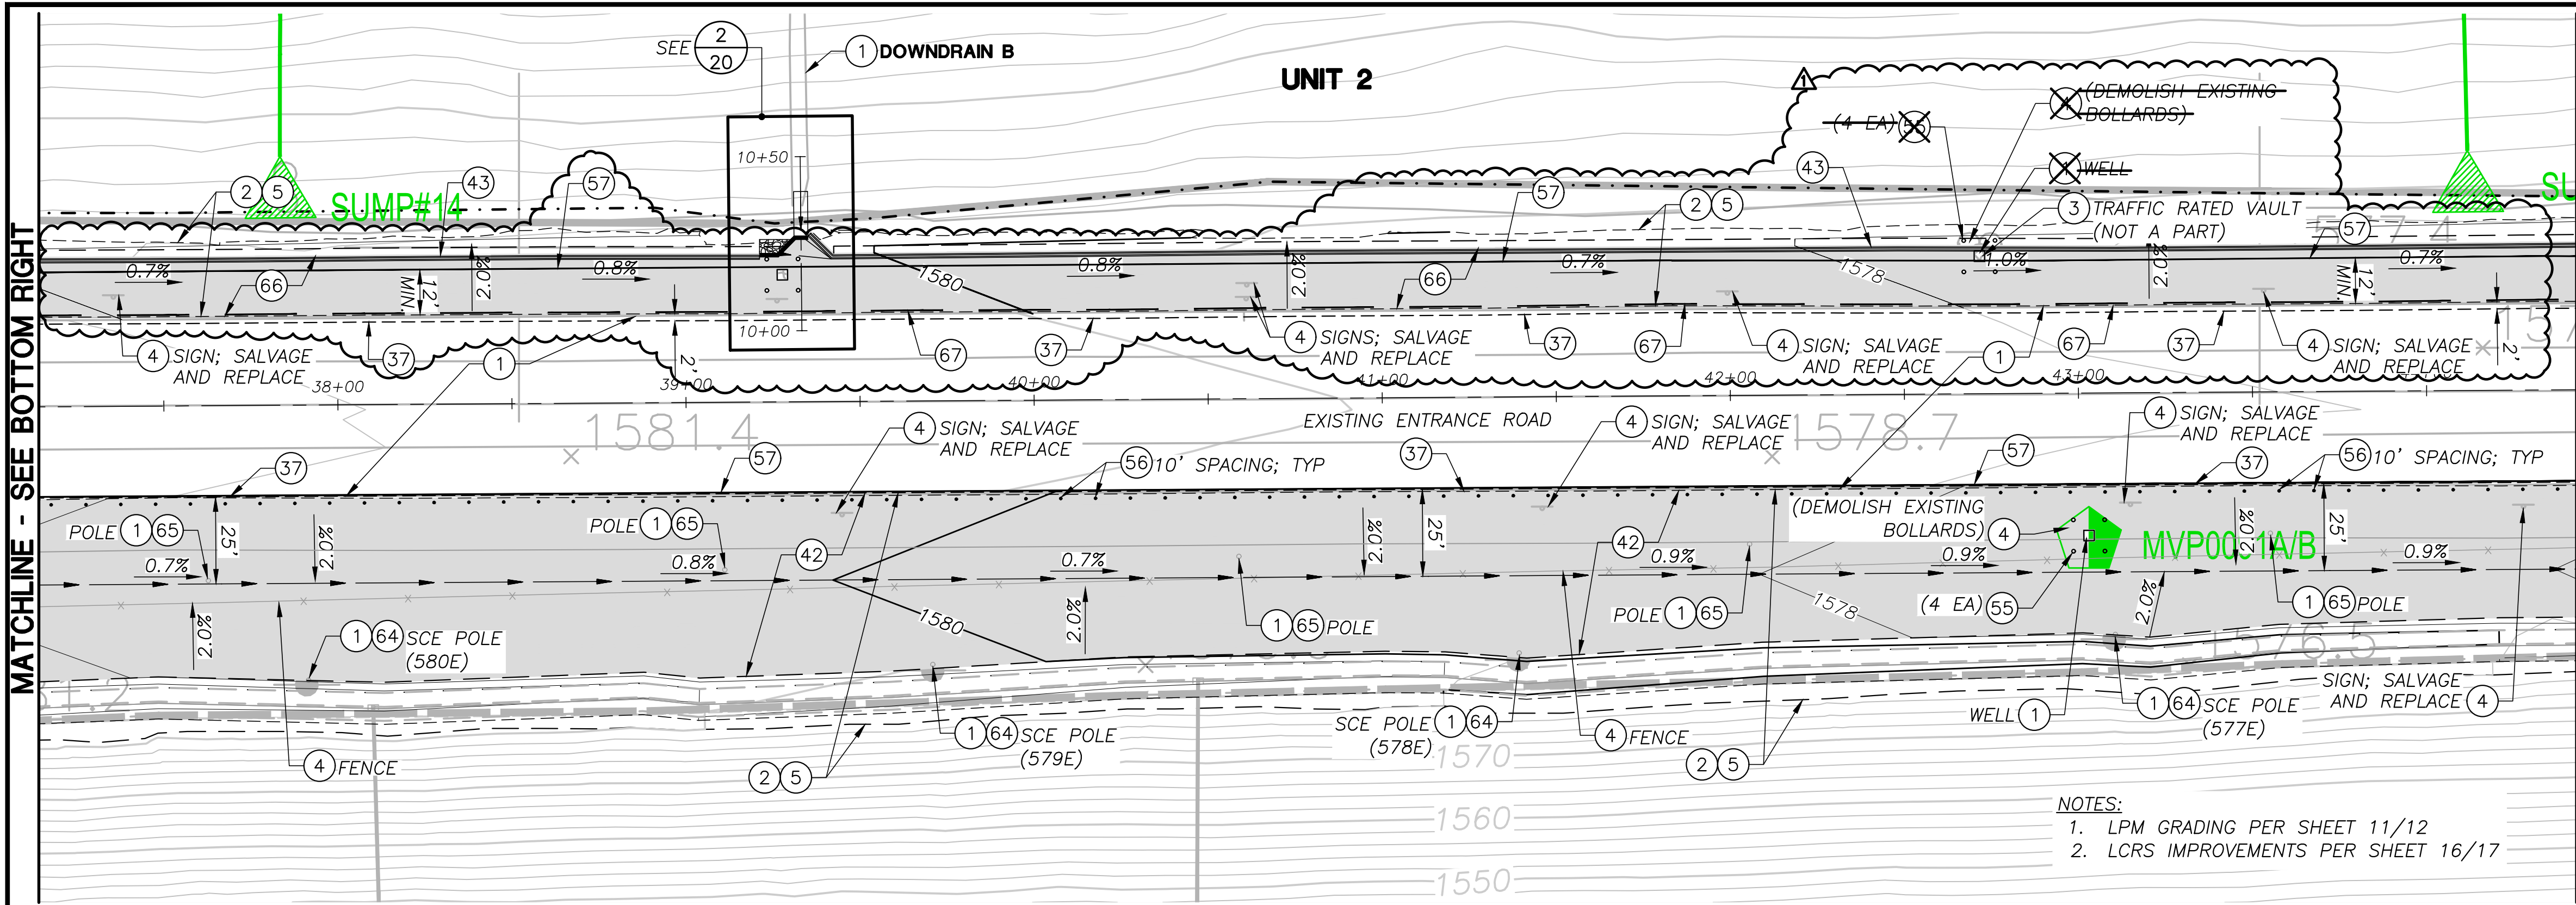 MATCHLINE - SEE BOTTOM RIGHT
SEE
2
20
1 DOWNDRAIN B
UNIT 2
1
(DEMOLISH EXISTING
BOLLARDS)
4
(4 EA) 55
WELL
3 TRAFFIC RATED VAULT
(NOT A PART)
2 5
SUMP#14
43
57
10+50
57
2 5
43
57
SU
0.7%
66
12'
MIN.
2.0%
0.8%
1580
0.8%
2.0%
66
0.7%
1578
1.0%
2.0%
12'
MIN.
0.7%
10+00
4 SIGN; SALVAGE
AND REPLACE
37
1
2'
67
37
4 SIGNS; SALVAGE
AND REPLACE
37
67
4 SIGN; SALVAGE
AND REPLACE
1
67
37
4 SIGN; SALVAGE
AND REPLACE
2'
38+00
39+00
40+00
41+00
42+00
43+00
1581.4
4 SIGN; SALVAGE
AND REPLACE
EXISTING ENTRANCE ROAD
4 SIGN; SALVAGE
AND REPLACE
1578.7
4 SIGN; SALVAGE
AND REPLACE
37
57
56 10' SPACING; TYP
37
57
37
56 10' SPACING; TYP
POLE 1 65
25'
2.0%
POLE 1 65
42
2.0%
25'
42
(DEMOLISH EXISTING
BOLLARDS) 4
MVP0001A/B
2.0%
25'
0.7%
0.8%
0.7%
0.9%
0.9%
0.9%
2.0%
1 64 SCE POLE
(580E)
1580
2.0%
1 65 POLE
POLE 1 65
1578
(4 EA) 55
2.0%
1 65 POLE
1576.5
4 FENCE
2 5
1 64 SCE POLE
(579E)
SCE POLE 1 64
(578E)
4 FENCE
2 5
WELL 1
1 64 SCE POLE
(577E)
SIGN; SALVAGE
AND REPLACE 4
1570
1560
1550
NOTES:
1. LPM GRADING PER SHEET 11/12
2. LCRS IMPROVEMENTS PER SHEET 16/17